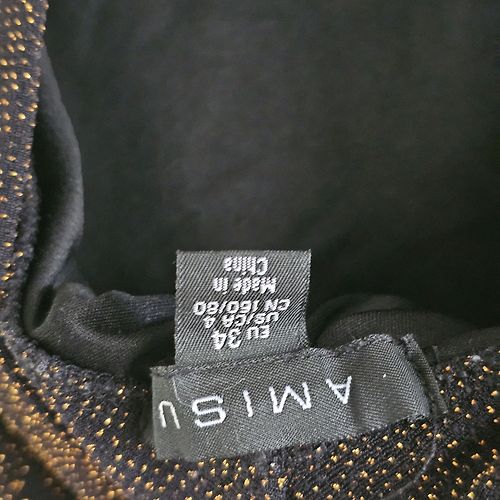 AMISU
EU 34
US/CA 4
CN 160/80
Made in
China